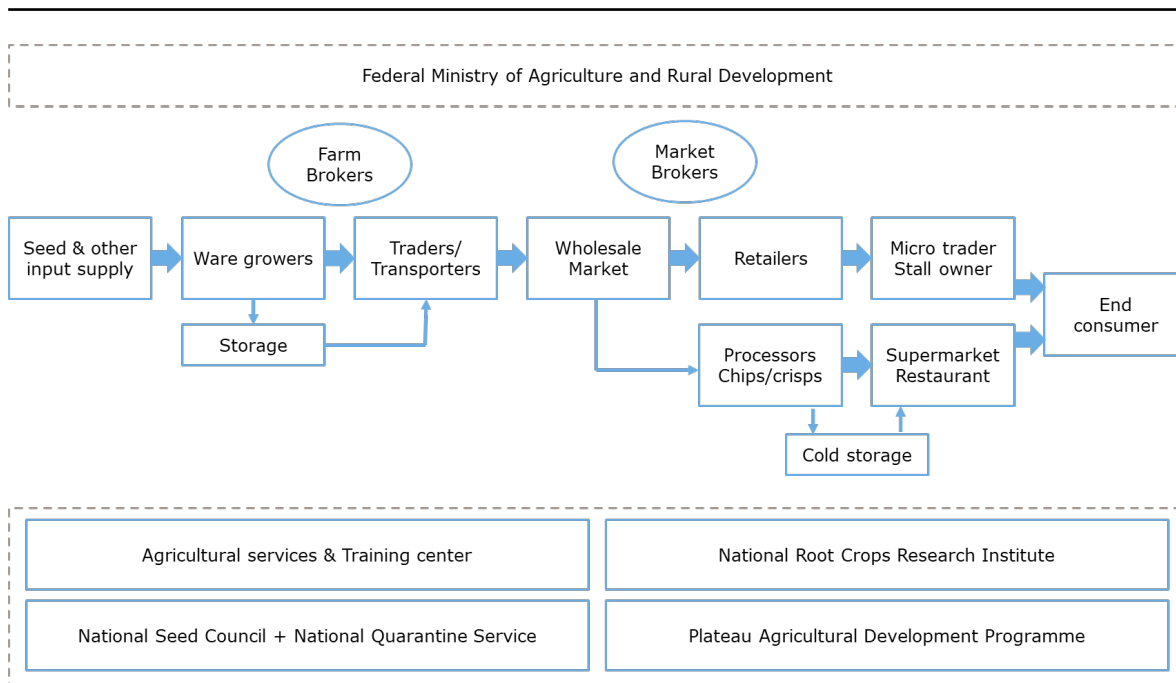 Federal Ministry of Agriculture and Rural Development
Farm
Brokers
Market
Brokers
Seed & other
input supply
Ware growers
Traders/
Transporters
Wholesale
Market
Retailers
Micro trader
Stall owner
End
consumer
Storage
Processors
Chips/crisps
Supermarket
Restaurant
Cold storage
Agricultural services & Training center
National Root Crops Research Institute
National Seed Council + National Quarantine Service
Plateau Agricultural Development Programme